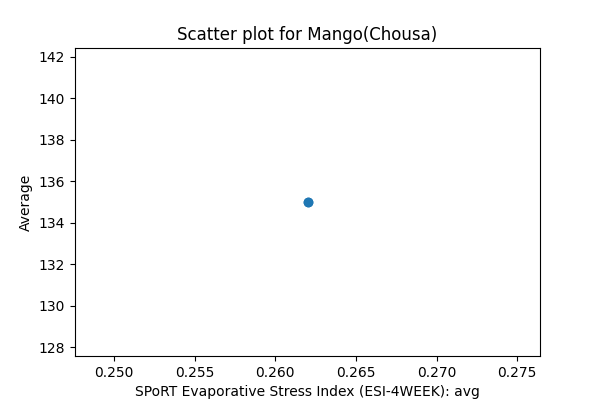 Scatter plot for Mango(Chousa)
142
140
138
136
134
132
130
128
Average
0.250 0.255 0.260 0.265 0.270 0.275
SPoRT Evaporative Stress Index (ESI-4WEEK): avg